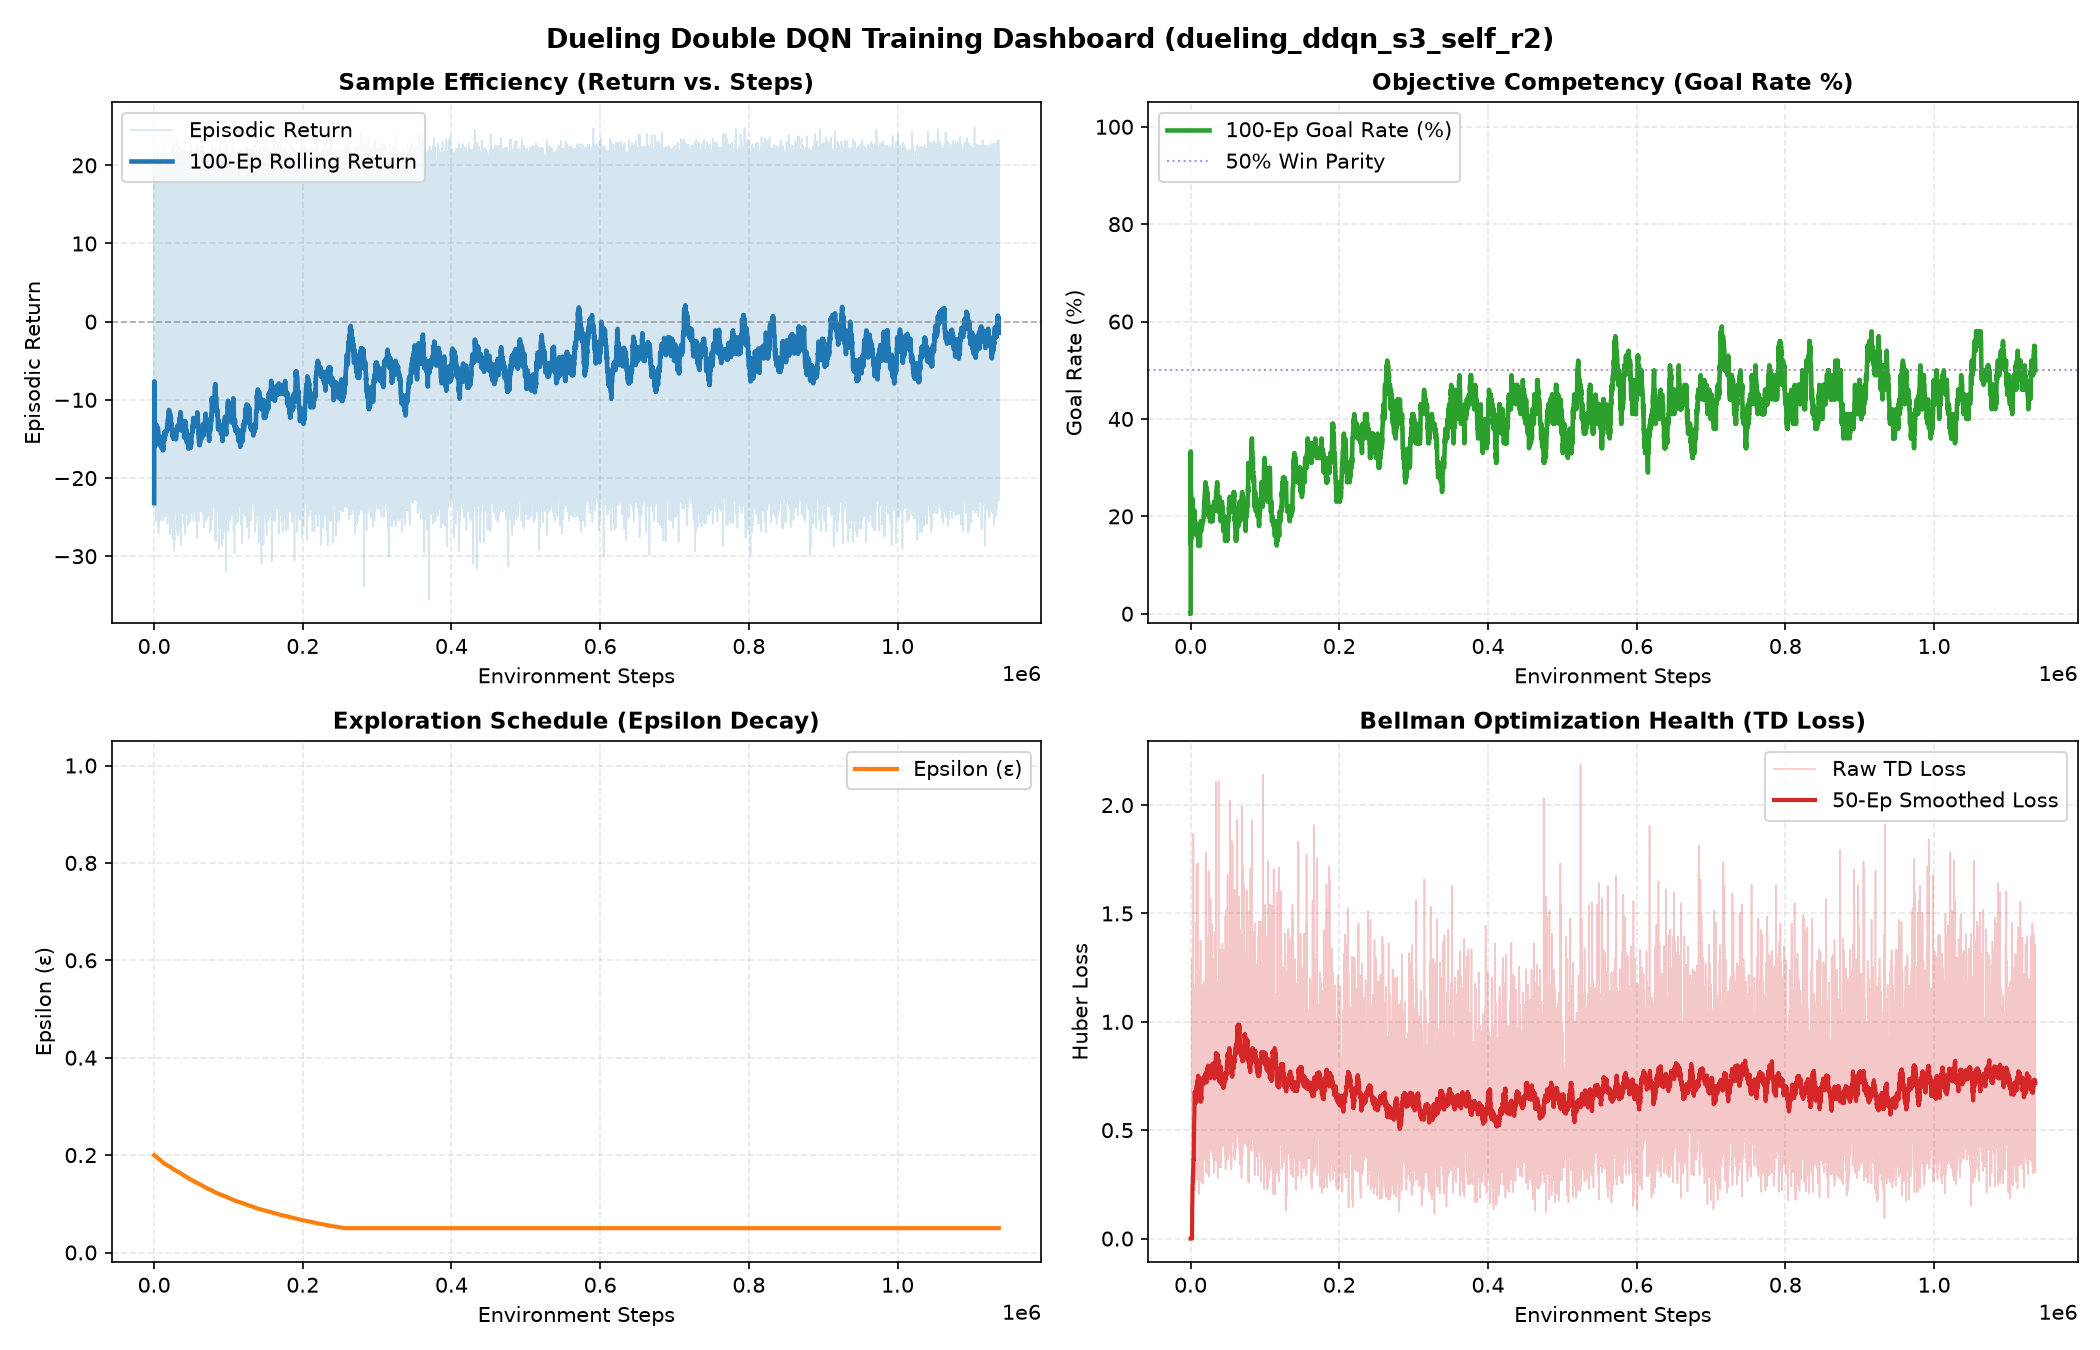 Dueling Double DQN Training Dashboard (dueling_ddqn_s3_self_r2)
Sample Efficiency (Return vs. Steps)
Episodic Return
100-Ep Rolling Return
20
10
0
−10
−20
−30
Episodic Return
0.0 0.2 0.4 0.6 0.8 1.0
1e6
Environment Steps
Objective Competency (Goal Rate %)
100-Ep Goal Rate (%)
50% Win Parity
100
80
60
40
20
0
Goal Rate (%)
0.0 0.2 0.4 0.6 0.8 1.0
1e6
Environment Steps
Exploration Schedule (Epsilon Decay)
Epsilon (ε)
1.0
0.8
0.6
0.4
0.2
0.0
Epsilon (ε)
0.0 0.2 0.4 0.6 0.8 1.0
1e6
Environment Steps
Bellman Optimization Health (TD Loss)
Raw TD Loss
50-Ep Smoothed Loss
2.0
1.5
1.0
0.5
0.0
Huber Loss
0.0 0.2 0.4 0.6 0.8 1.0
1e6
Environment Steps